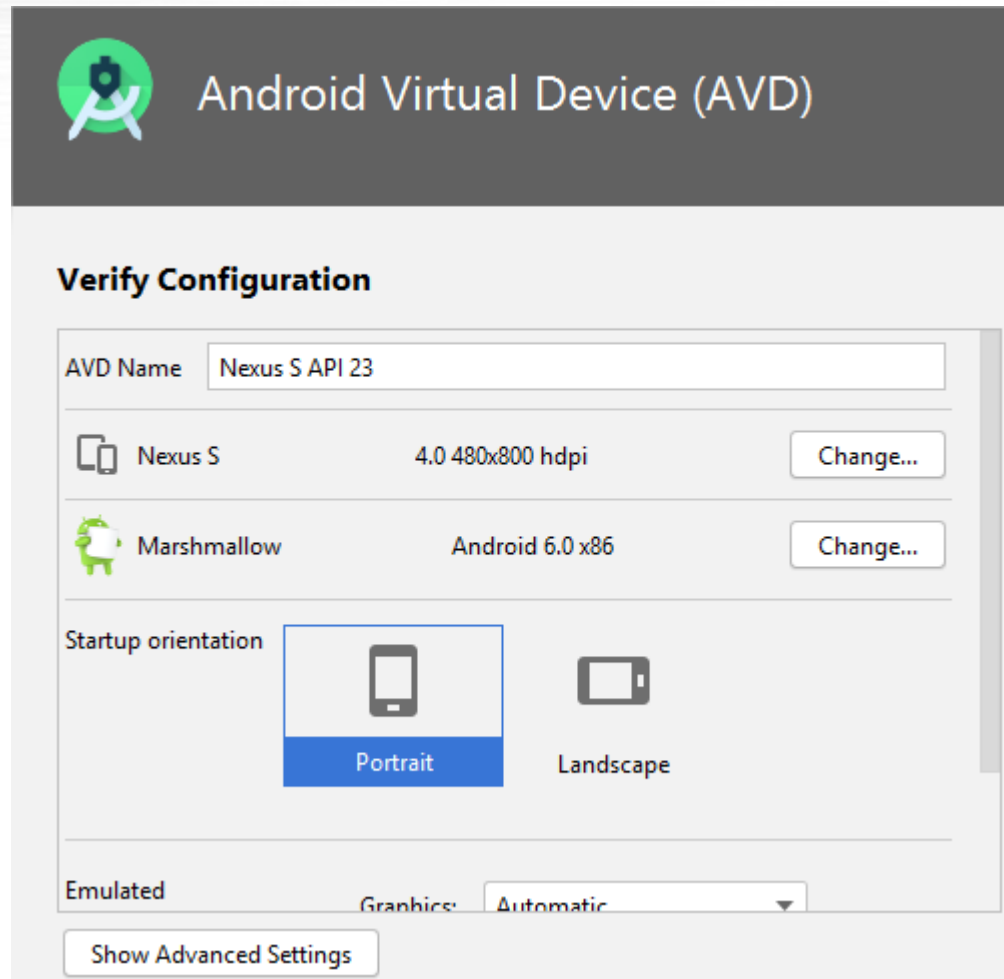 Android Virtual Device (AVD)
Verify Configuration
AVD Name Nexus S API 23
Nexus S 4.0 480x800 hdpi Change...
Marshmallow Android 6.0 x86 Change...
Startup orientation
Portrait Landscape
Emulated Graphics: Automatic
Show Advanced Settings